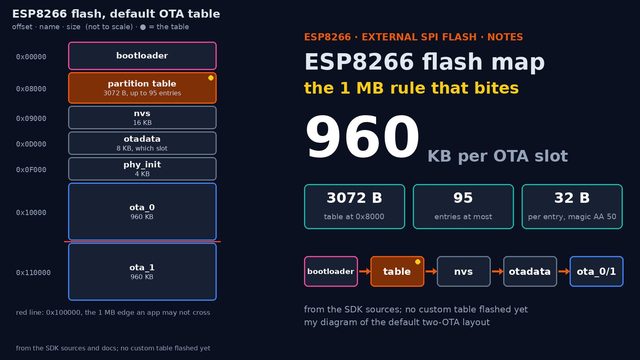 ESP8266 flash, default OTA table
offset · name · size (not to scale) · ● = the table
0x00000
bootloader
0x08000
partition table
3072 B, up to 95 entries
0x09000
nvs
16 KB
0x0D000
otadata
8 KB, which slot
0x0F000
phy_init
4 KB
0x10000
ota_0
960 KB
0x110000
ota_1
960 KB
red line: 0x100000, the 1 MB edge an app may not cross
from the SDK sources and docs; no custom table flashed yet
ESP8266 · EXTERNAL SPI FLASH · NOTES
ESP8266 flash map
the 1 MB rule that bites
960 KB per OTA slot
3072 B
table at 0x8000
95
entries at most
32 B
per entry, magic AA 50
bootloader
table
nvs
otadata
ota_0/1
from the SDK sources; no custom table flashed yet
my diagram of the default two-OTA layout